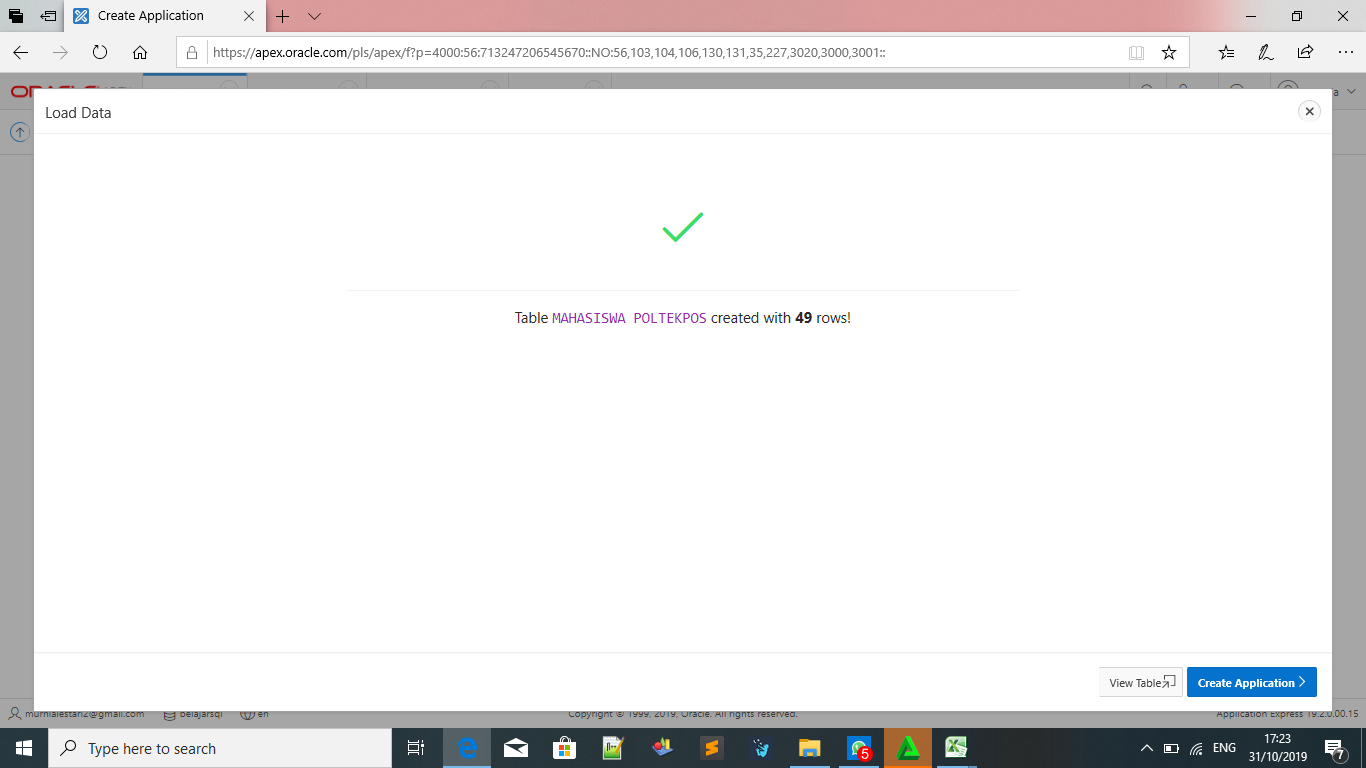 Create Application
https://apex.oracle.com/pls/apex/f?p=4000:56:713247206545670::NO:56,103,104,106,130,131,35,227,3020,3000,3001::
Load Data
Table MAHASISWA POLTEKPOS created with 49 rows!
View Table
Create Application
murnialestari2@gmail.com
belajarsql
en
Copyright © 1999, 2019, Oracle. All rights reserved.
Application Express 19.2.0.00.15
Type here to search
5
ENG
17:23
31/10/2019
7